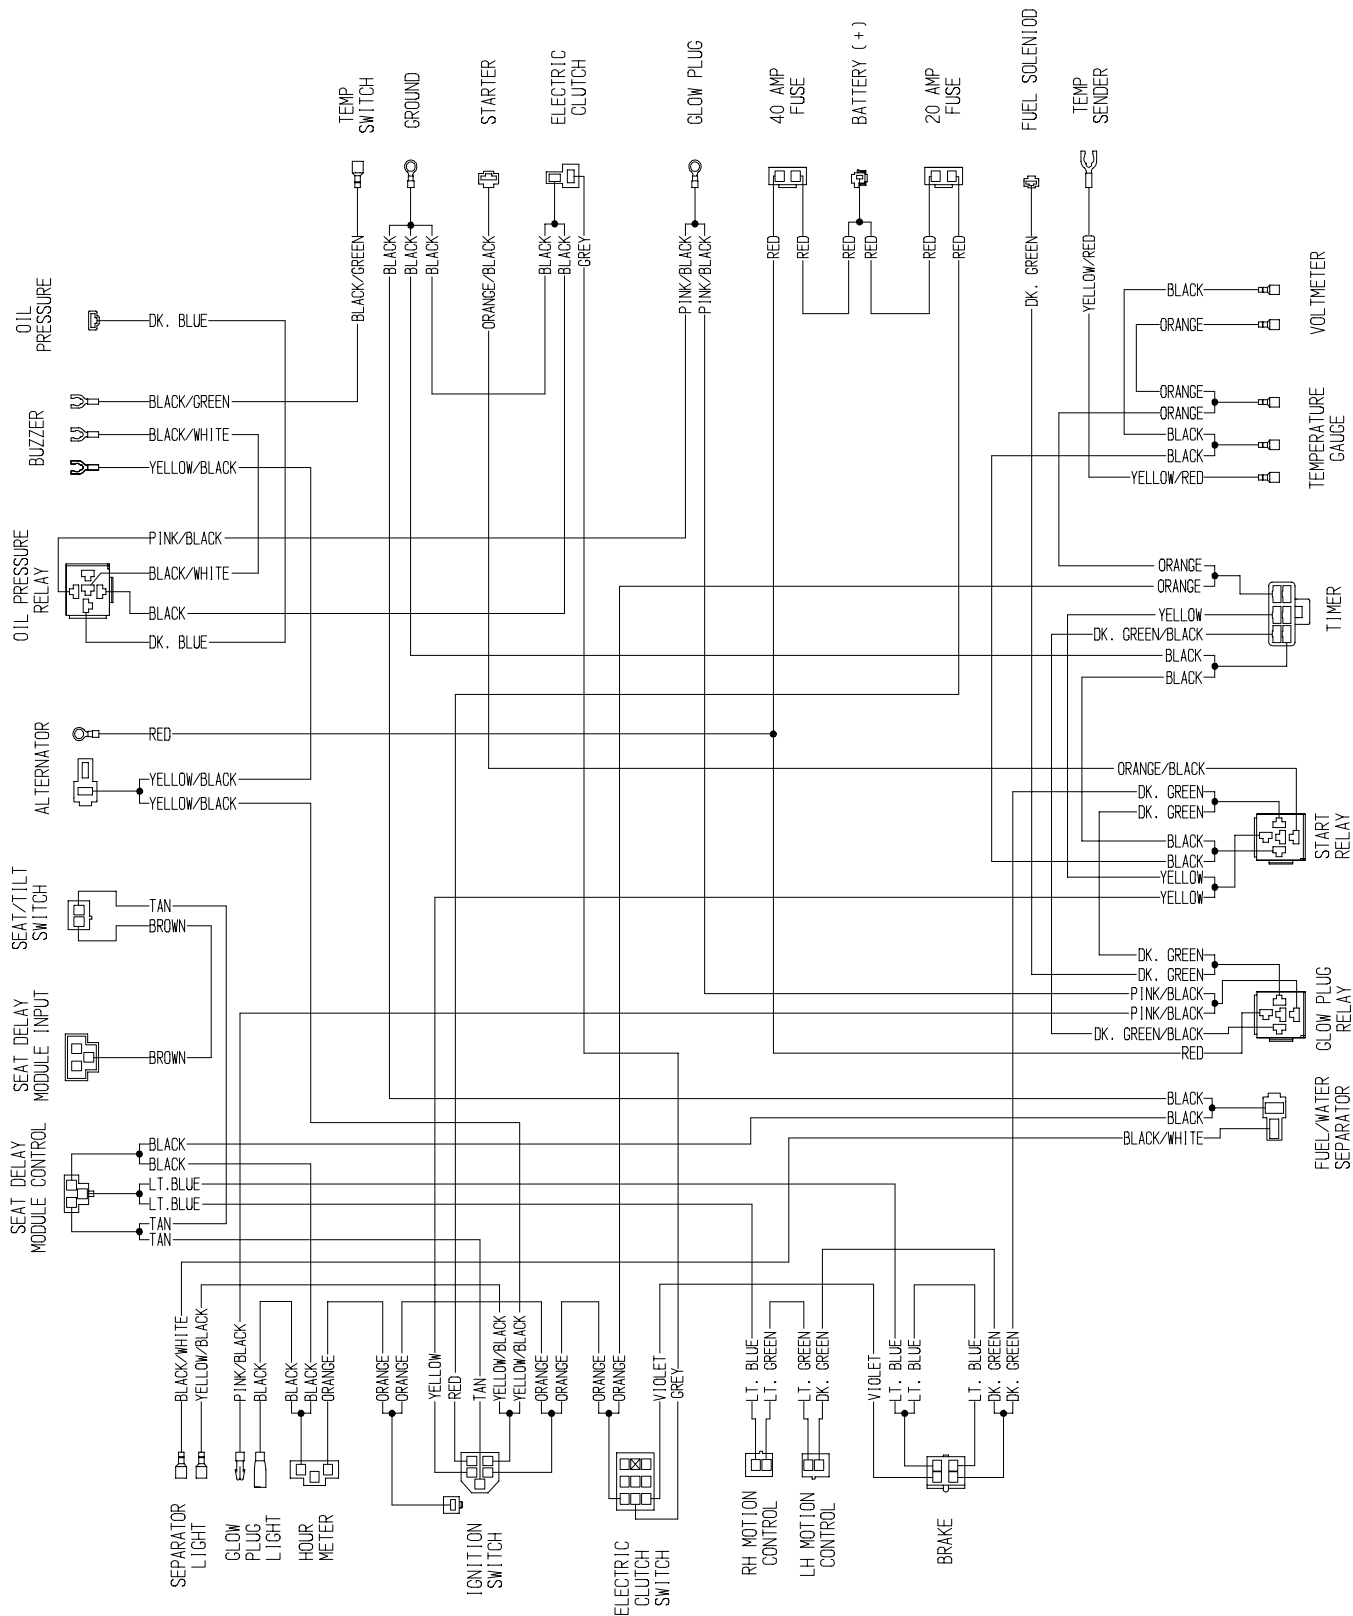 TEMP
SWITCH
GROUND
STARTER
ELECTRIC
CLUTCH
GLOW PLUG
40 AMP
FUSE
BATTERY (+)
20 AMP
FUSE
FUEL SOLENIOD
TEMP
SENDER
BLACK/GREEN
BLACK
BLACK
BLACK
ORANGE/BLACK
BLACK
BLACK
GREY
PINK/BLACK
PINK/BLACK
RED
RED
RED
RED
RED
RED
DK. GREEN
YELLOW/RED
OIL
PRESSURE
DK. BLUE
BUZZER
BLACK/GREEN
BLACK/WHITE
YELLOW/BLACK
OIL PRESSURE
RELAY
PINK/BLACK
BLACK/WHITE
BLACK
DK. BLUE
ALTERNATOR
RED
YELLOW/BLACK
YELLOW/BLACK
SEAT/TILT
SWITCH
TAN
BROWN
SEAT DELAY
MODULE INPUT
BROWN
SEAT DELAY
MODULE CONTROL
BLACK
BLACK
LT.BLUE
LT.BLUE
TAN
TAN
VOLTMETER
BLACK
ORANGE
TEMPERATURE
GAUGE
ORANGE
ORANGE
BLACK
BLACK
YELLOW/RED
TIMER
ORANGE
ORANGE
YELLOW
DK. GREEN/BLACK
BLACK
BLACK
START
RELAY
ORANGE/BLACK
DK. GREEN
DK. GREEN
BLACK
BLACK
YELLOW
YELLOW
GLOW PLUG
RELAY
DK. GREEN
DK. GREEN
PINK/BLACK
PINK/BLACK
DK. GREEN/BLACK
RED
FUEL/WATER
SEPARATOR
BLACK
BLACK
BLACK/WHITE
BLACK/WHITE
YELLOW/BLACK
PINK/BLACK
BLACK
BLACK
BLACK
ORANGE
ORANGE
ORANGE
YELLOW
RED
TAN
YELLOW/BLACK
YELLOW/BLACK
ORANGE
ORANGE
ORANGE
ORANGE
VIOLET
GREY
LT. BLUE
LT. GREEN
LT. GREEN
DK. GREEN
VIOLET
LT. BLUE
LT. BLUE
LT. BLUE
DK. GREEN
DK. GREEN
SEPARATOR
LIGHT
GLOW
PLUG
LIGHT
HOUR
METER
IGNITION
SWITCH
ELECTRIC
CLUTCH
SWITCH
RH MOTION
CONTROL
LH MOTION
CONTROL
BRAKE